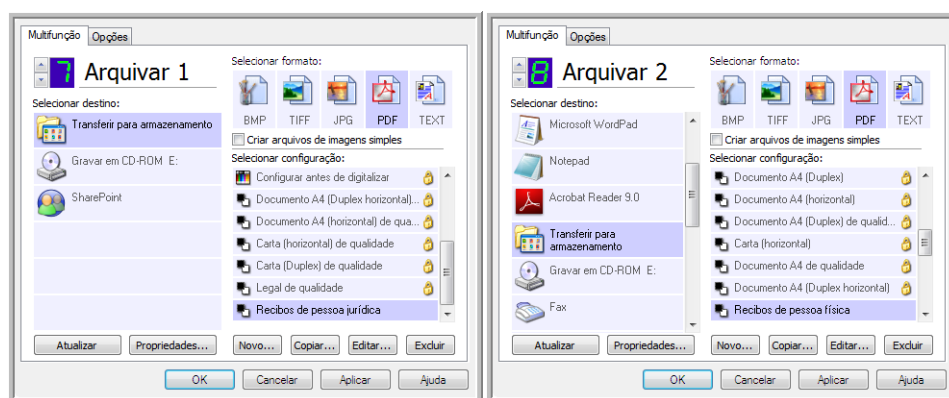 Multifunção Opções
7 Arquivar 1
Selecionar destino:
Transferir para armazenamento
Gravar em CD-ROM E:
SharePoint
Atualizar Propriedades...
Selecionar formato:
BMP TIFF JPG PDF TEXT
Criar arquivos de imagens simples
Selecionar configuração:
Configurar antes de digitalizar
Documento A4 (Duplex horizontal)...
Documento A4 (horizontal) de qua...
Carta (horizontal) de qualidade
Carta (Duplex) de qualidade
Legal de qualidade
Recibos de pessoa jurídica
Novo... Copiar... Editar... Excluir
OK Cancelar Aplicar Ajuda
Multifunção Opções
8 Arquivar 2
Selecionar destino:
Microsoft WordPad
Notepad
Acrobat Reader 9.0
Transferir para
armazenamento
Gravar em CD-ROM E:
Fax
Atualizar Propriedades...
Selecionar formato:
BMP TIFF JPG PDF TEXT
Criar arquivos de imagens simples
Selecionar configuração:
Documento A4 (Duplex)
Documento A4 (horizontal)
Documento A4 (Duplex) de qualid...
Carta (horizontal)
Documento A4 de qualidade
Documento A4 (Duplex horizontal)
Recibos de pessoa física
Novo... Copiar... Editar... Excluir
OK Cancelar Aplicar Ajuda